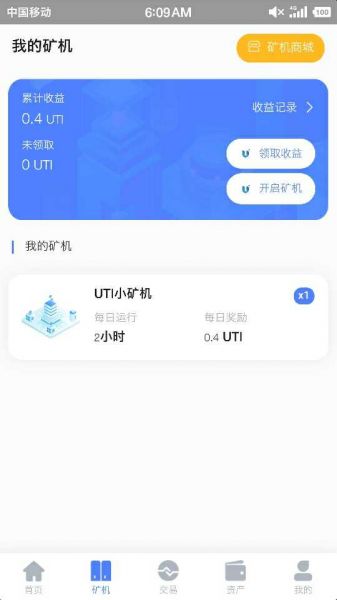 中国移动
6:09AM
4G
100
我的矿机
矿机商城
累计收益
0.4 UTI
收益记录
未领取
0 UTI
领取收益
开启矿机
我的矿机
UTI小矿机
x1
每日运行
每日奖励
2小时
0.4 UTI
首页
矿机
交易
资产
我的